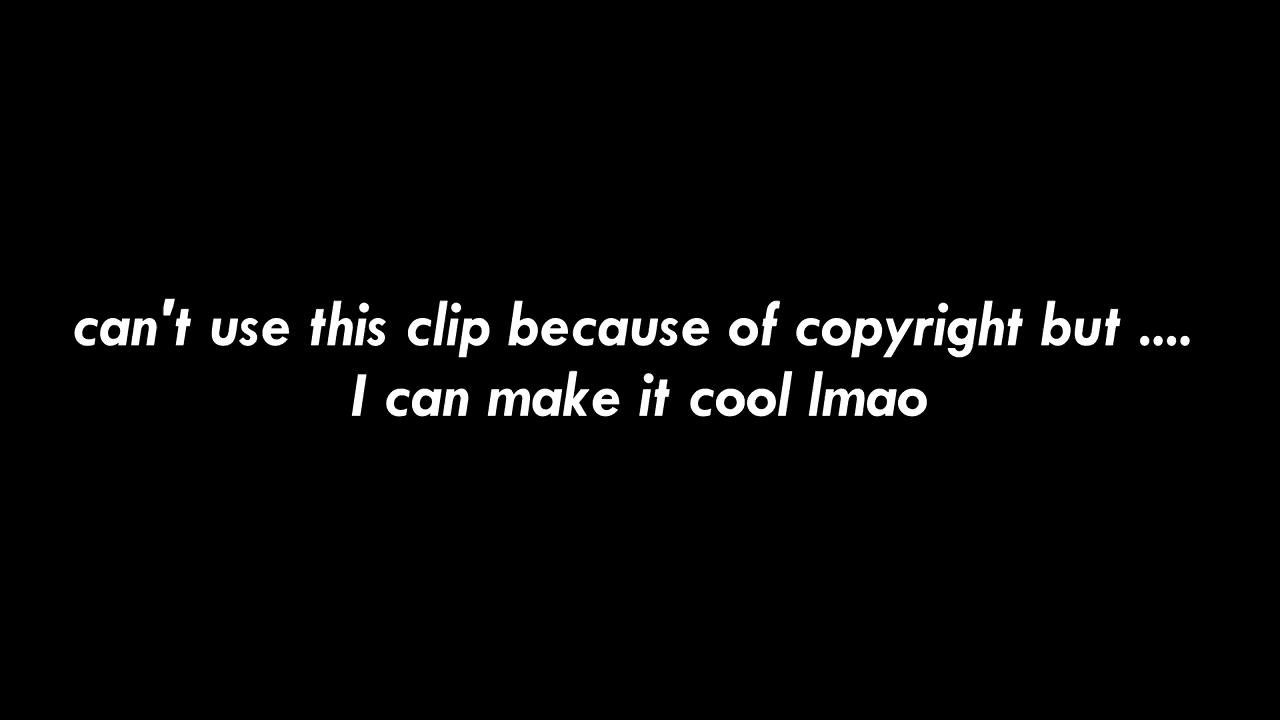 can't use this clip because of copyright but ....
I can make it cool lmao